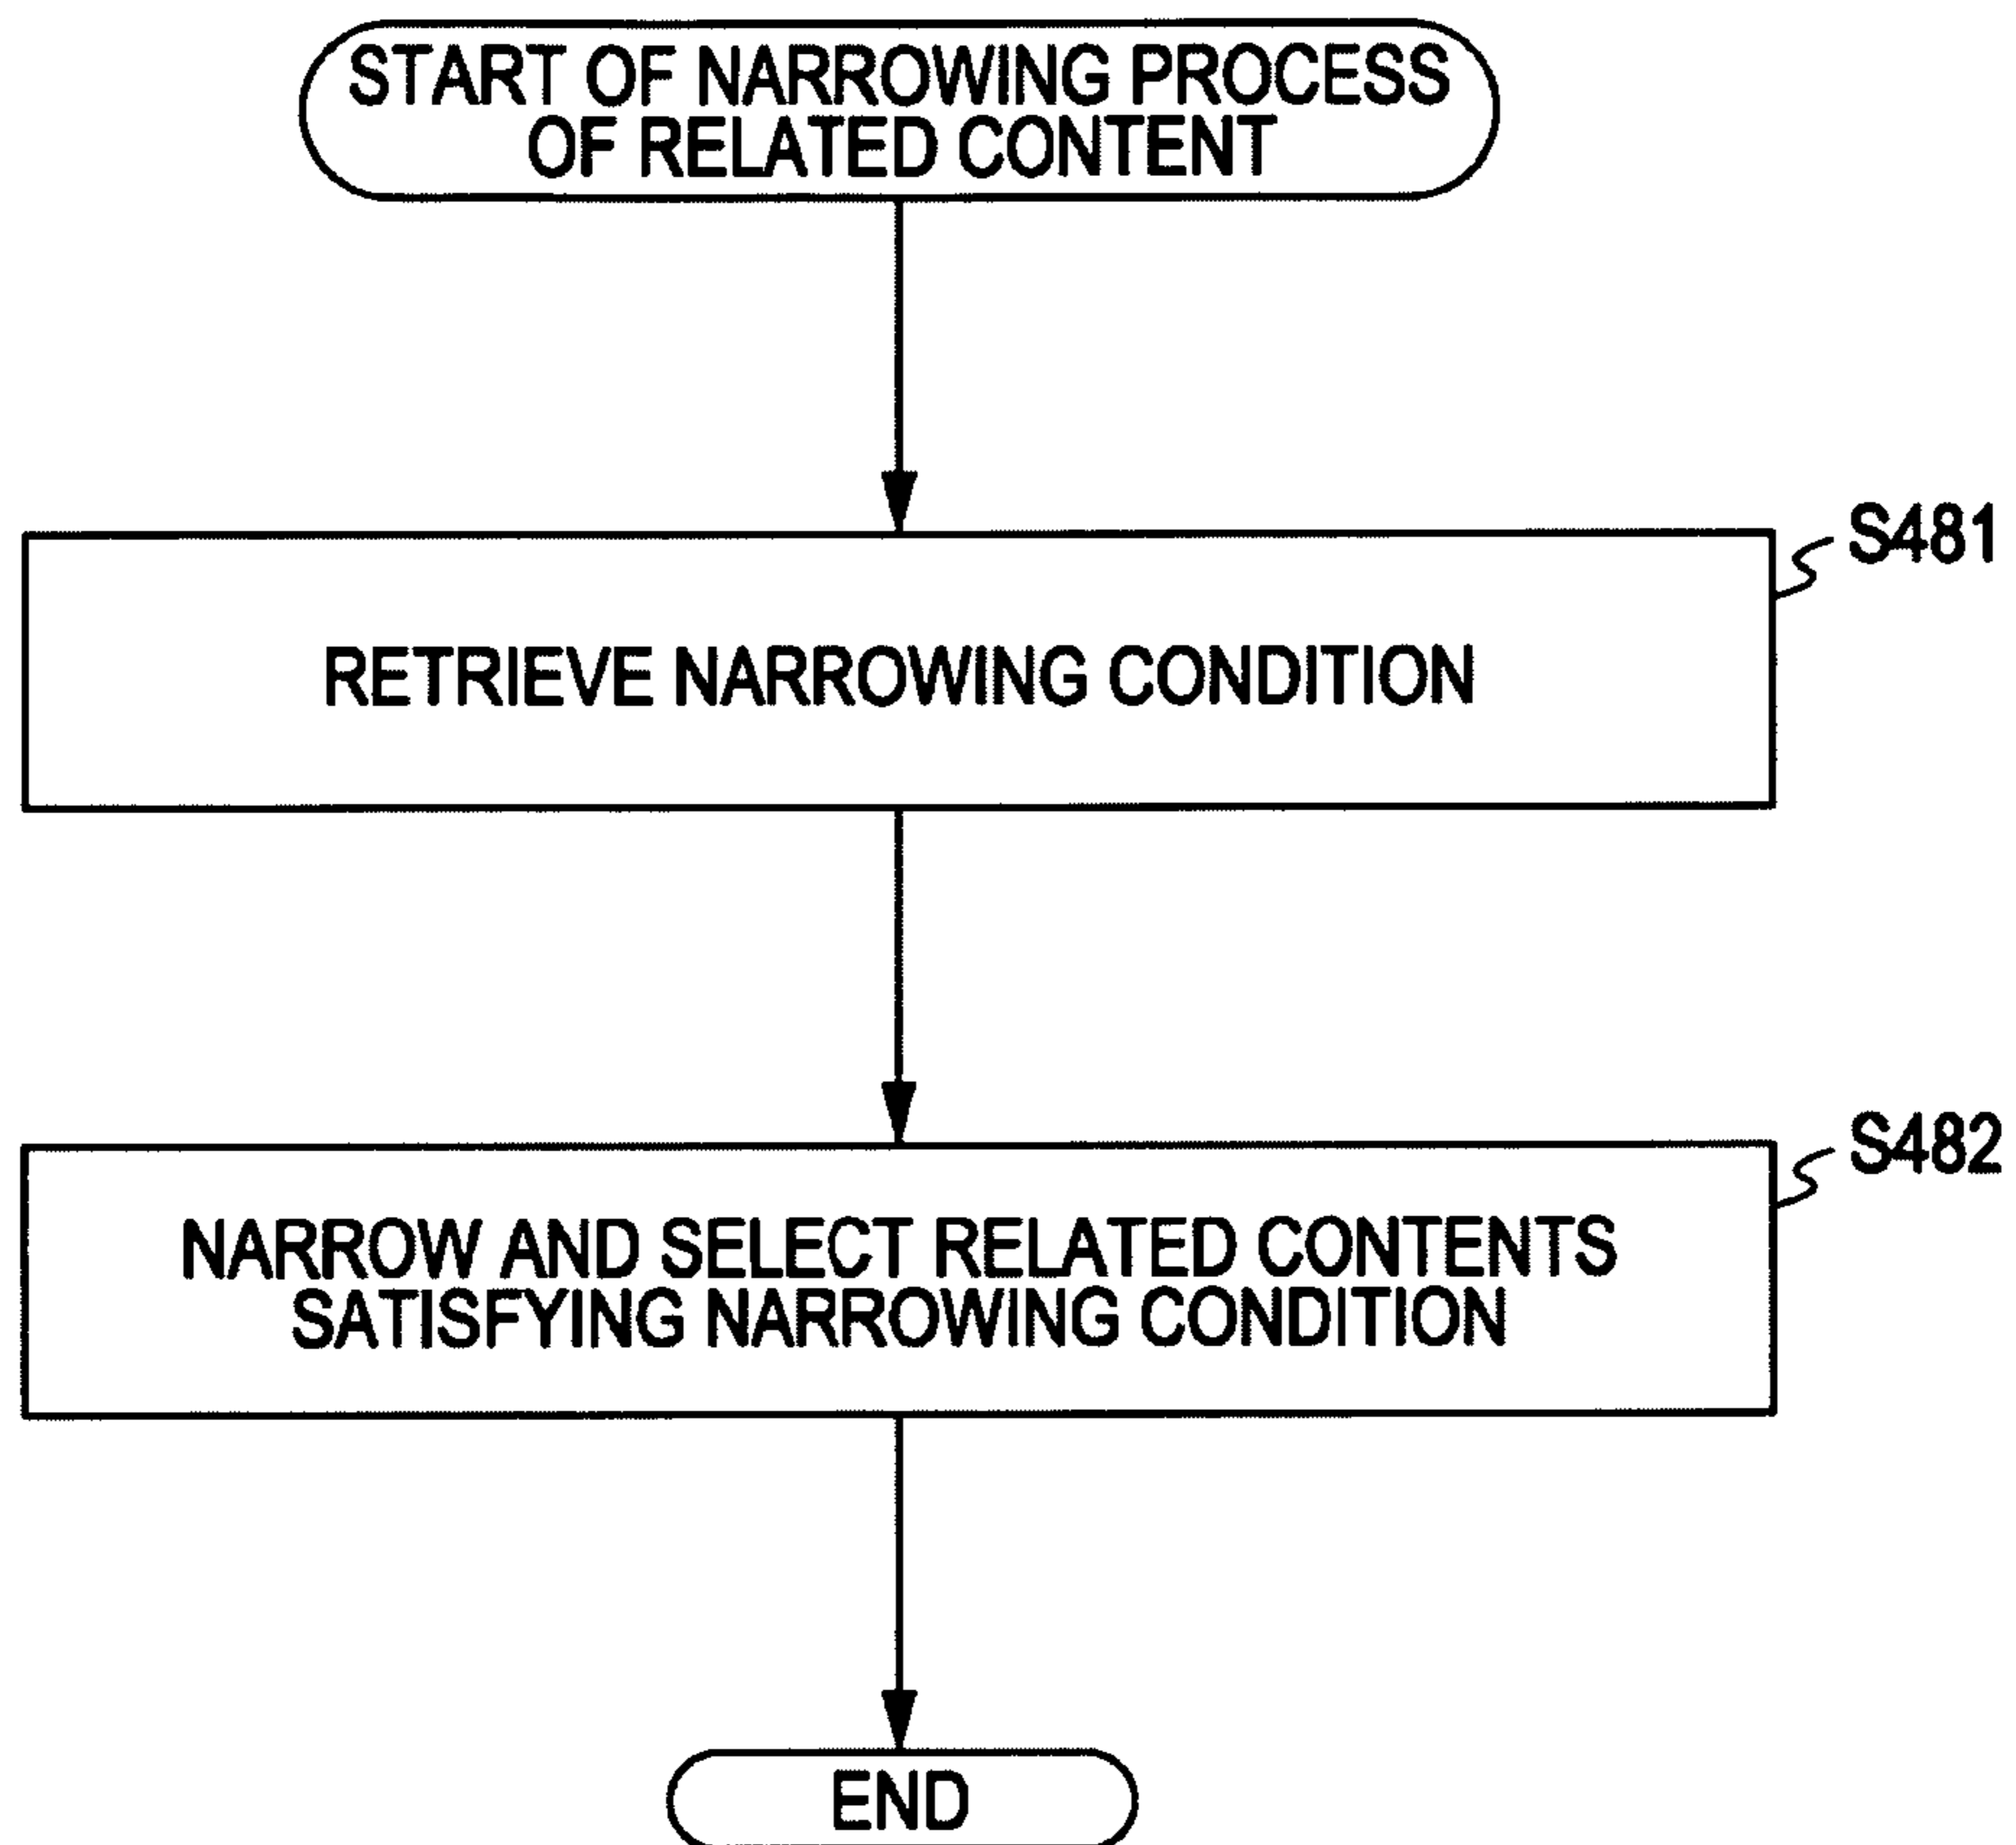 START OF NARROWING PROCESS
OF RELATED CONTENT
S481
RETRIEVE NARROWING CONDITION
S482
NARROW AND SELECT RELATED CONTENTS
SATISFYING NARROWING CONDITION
END